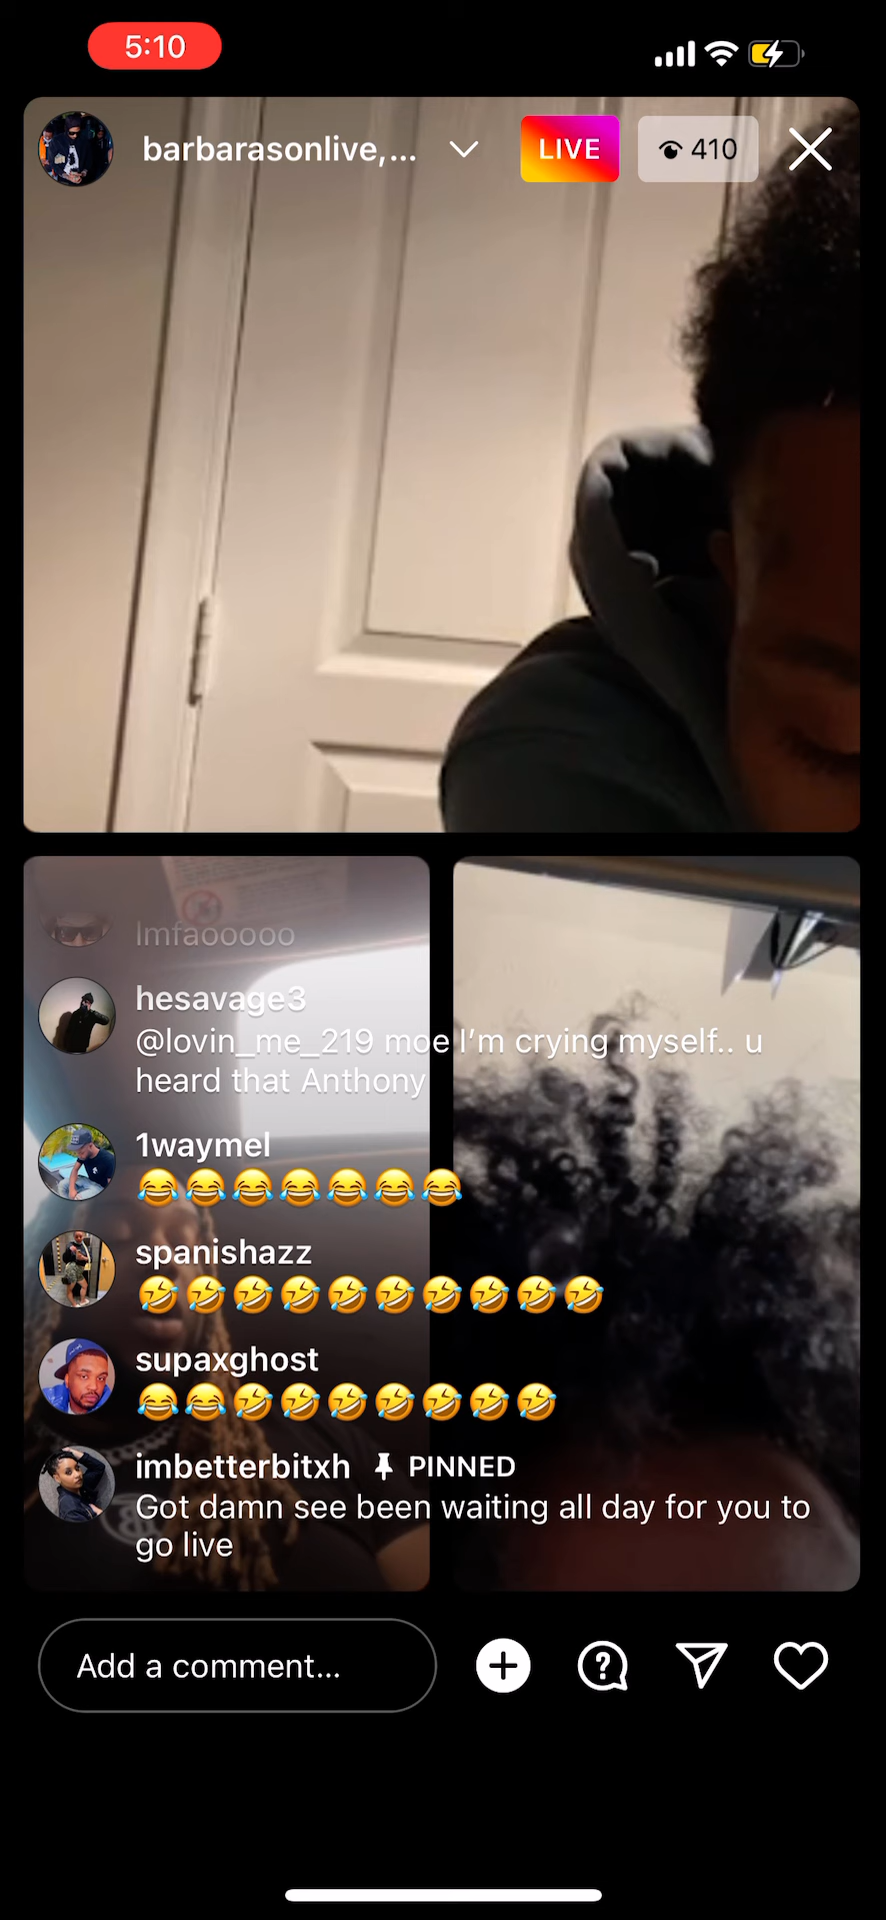 5:10
barbarasonlive,...
LIVE
410
lmfaooooo
hesavage3
@lovin_me_219 moe I'm crying myself.. u
heard that Anthony
1waymel
😂😂😂😂😂😂😂
spanishazz
🤣🤣🤣🤣🤣🤣🤣🤣🤣🤣
supaxghost
😂😂🤣🤣🤣🤣🤣🤣🤣
imbetterbitxh PINNED
Got damn see been waiting all day for you to
go live
Add a comment...